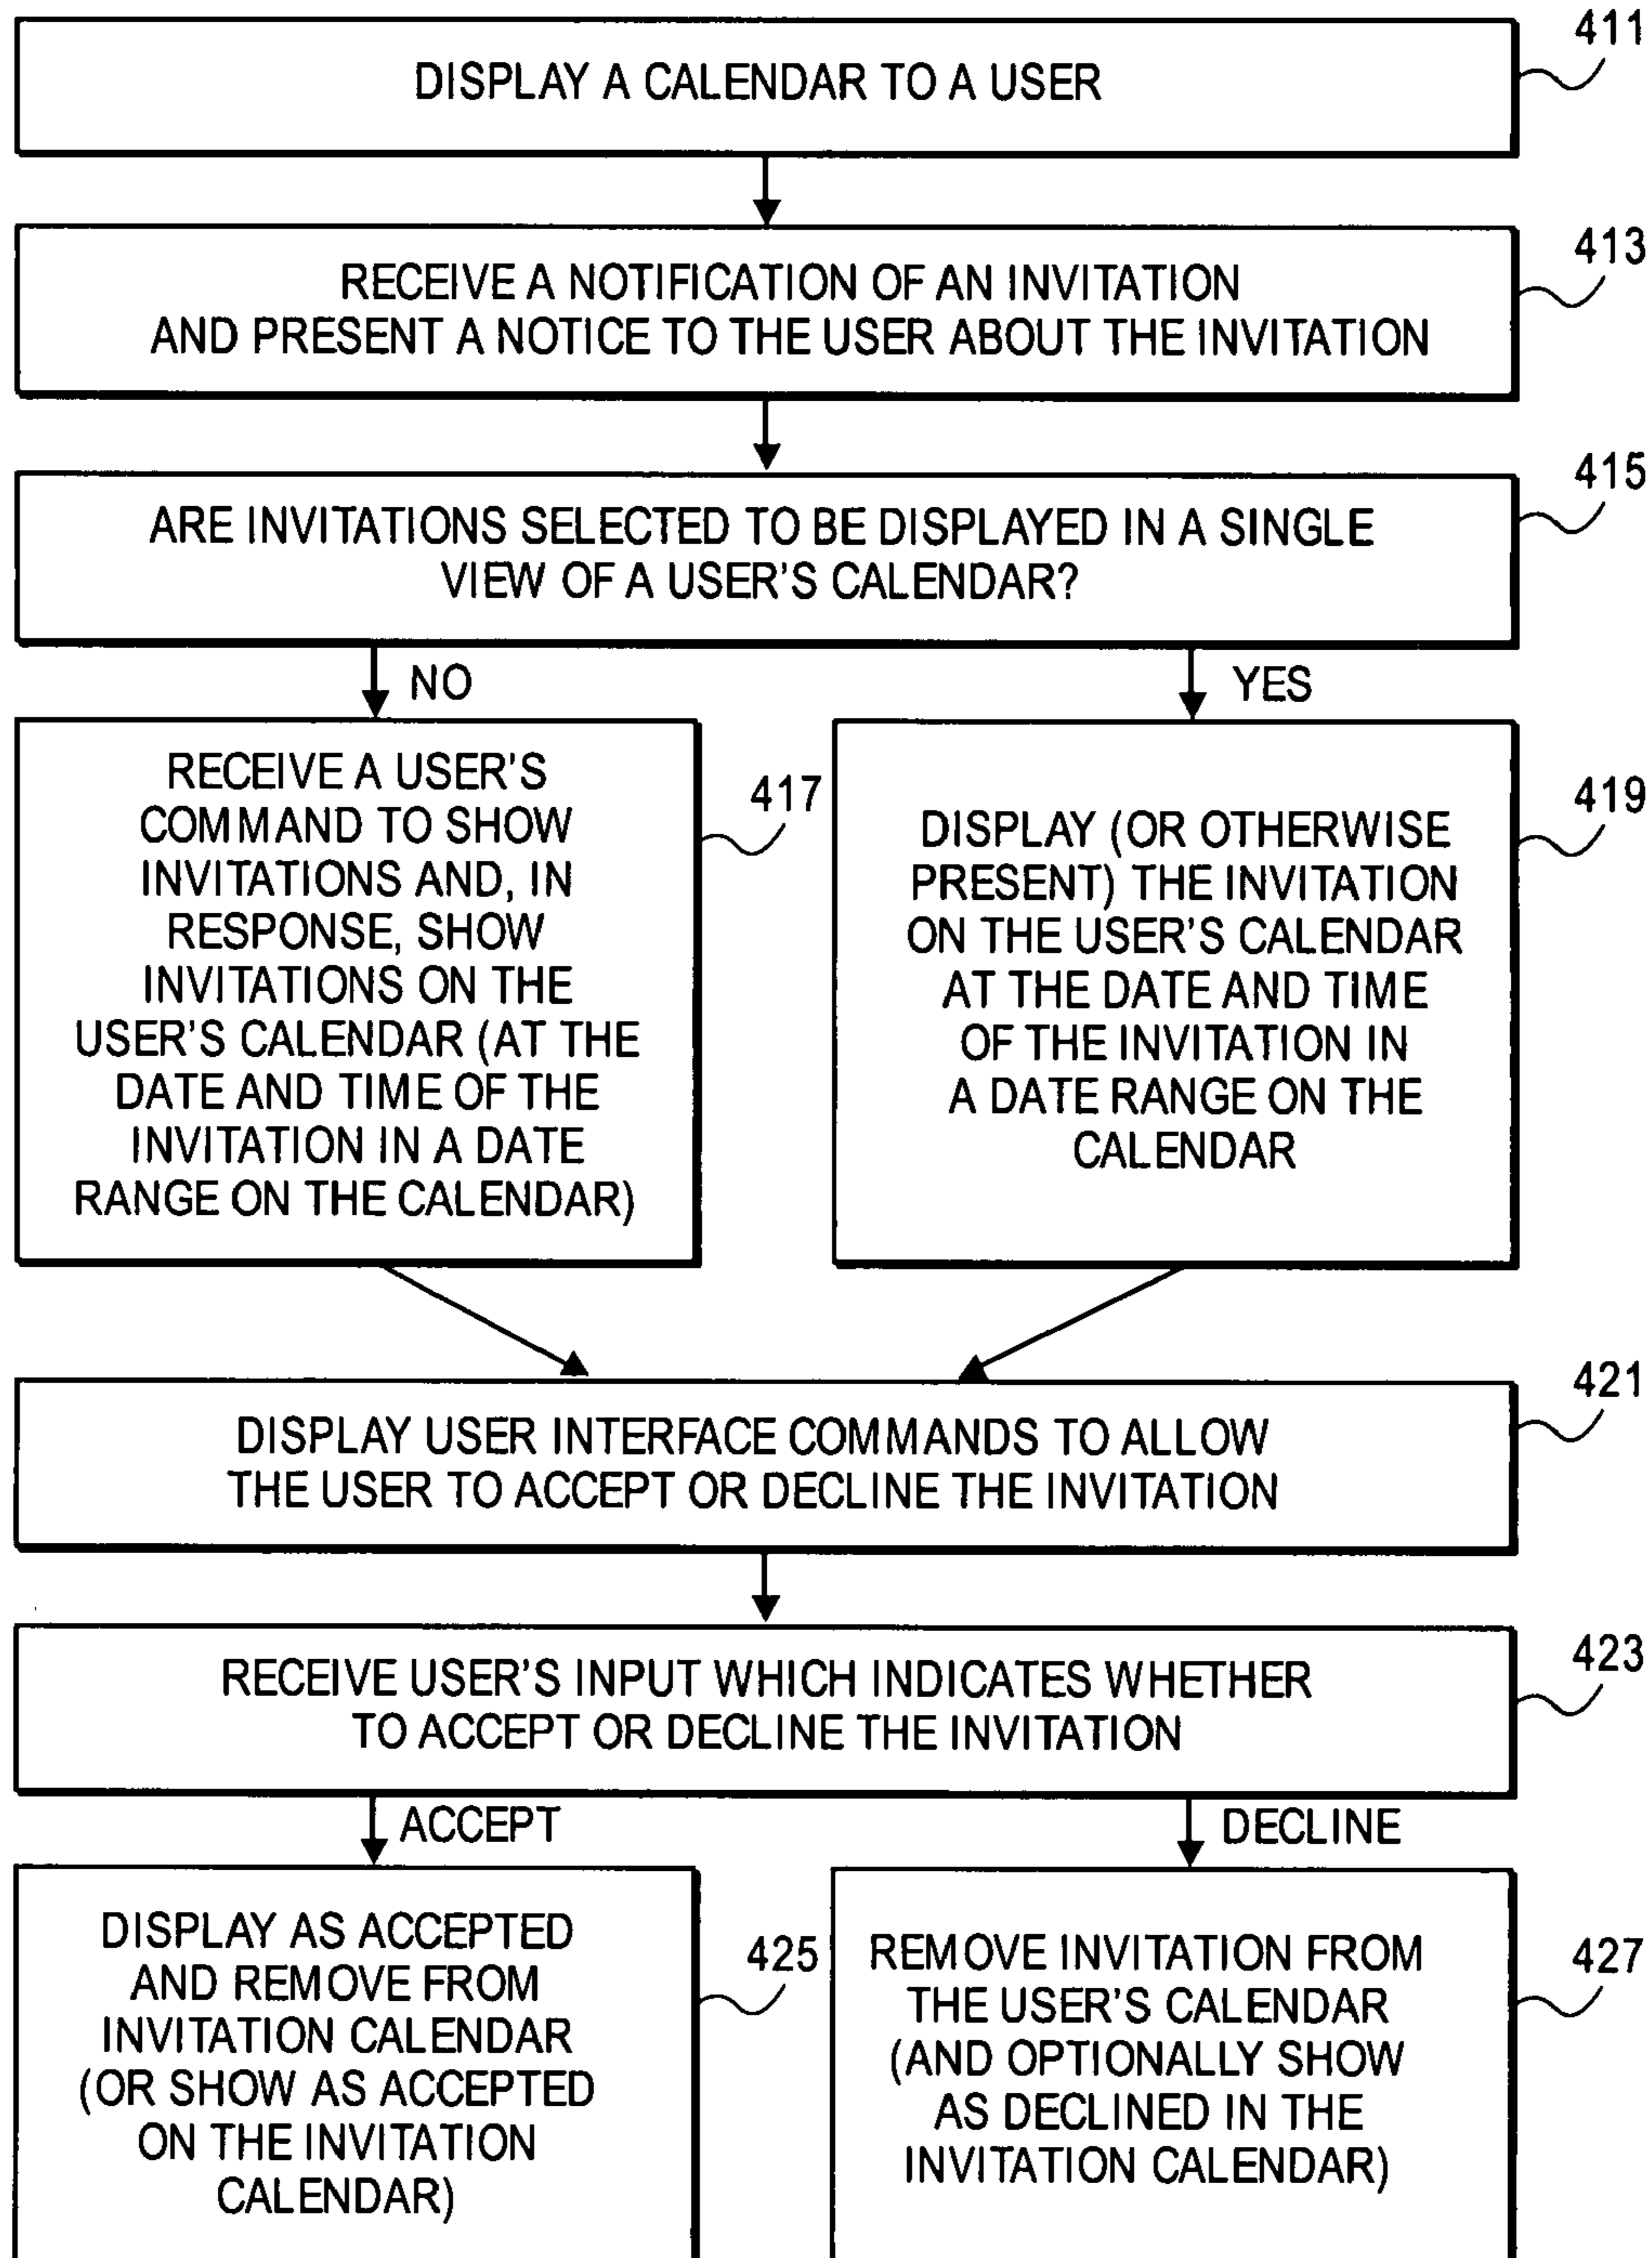 411
DISPLAY A CALENDAR TO A USER
413
RECEIVE A NOTIFICATION OF AN INVITATION
AND PRESENT A NOTICE TO THE USER ABOUT THE INVITATION
415
ARE INVITATIONS SELECTED TO BE DISPLAYED IN A SINGLE
VIEW OF A USER'S CALENDAR?
NO
YES
RECEIVE A USER'S
COMMAND TO SHOW
INVITATIONS AND, IN
RESPONSE, SHOW
INVITATIONS ON THE
USER'S CALENDAR (AT THE
DATE AND TIME OF THE
INVITATION IN A DATE
RANGE ON THE CALENDAR)
417
DISPLAY (OR OTHERWISE
PRESENT) THE INVITATION
ON THE USER'S CALENDAR
AT THE DATE AND TIME
OF THE INVITATION IN
A DATE RANGE ON THE
CALENDAR
419
421
DISPLAY USER INTERFACE COMMANDS TO ALLOW
THE USER TO ACCEPT OR DECLINE THE INVITATION
423
RECEIVE USER'S INPUT WHICH INDICATES WHETHER
TO ACCEPT OR DECLINE THE INVITATION
ACCEPT
DECLINE
DISPLAY AS ACCEPTED
AND REMOVE FROM
INVITATION CALENDAR
(OR SHOW AS ACCEPTED
ON THE INVITATION
CALENDAR)
425
REMOVE INVITATION FROM
THE USER'S CALENDAR
(AND OPTIONALLY SHOW
AS DECLINED IN THE
INVITATION CALENDAR)
427